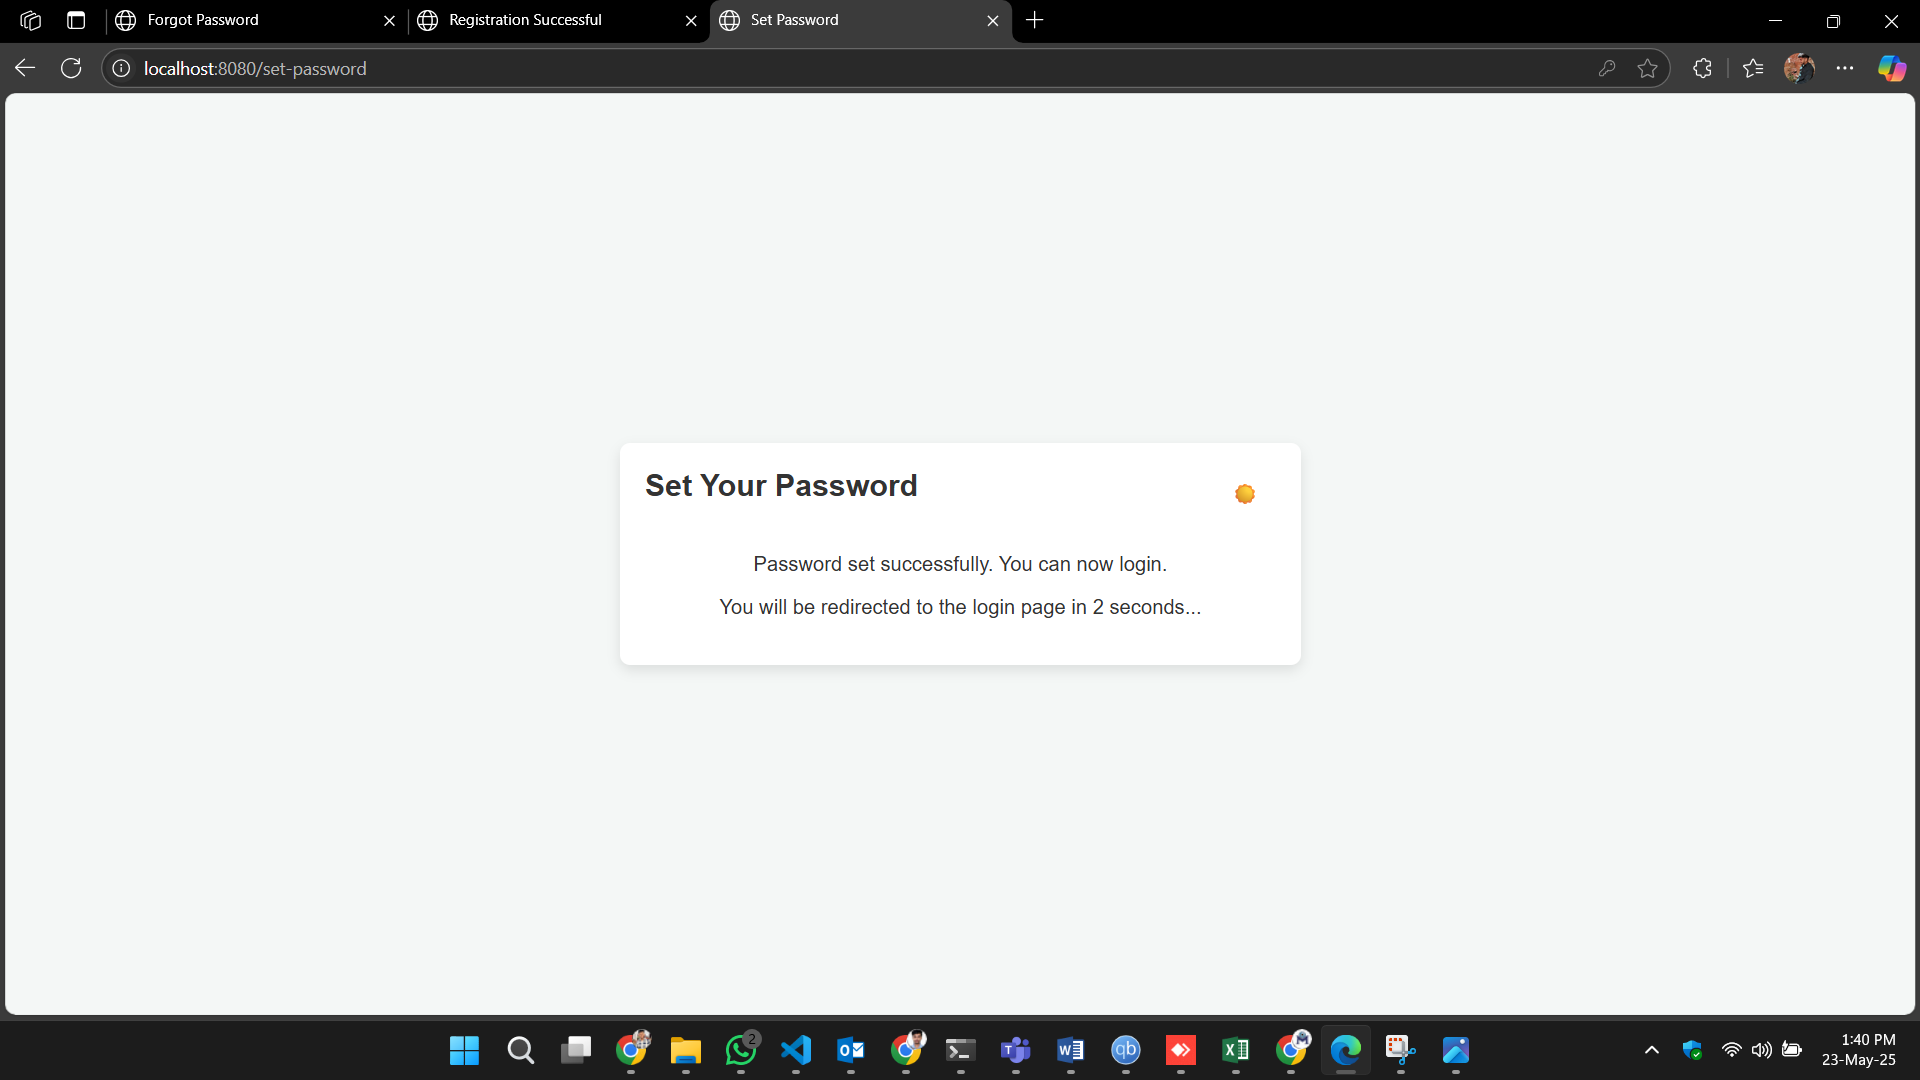 Forgot Password
Registration Successful
Set Password
localhost:8080/set-password
Set Your Password
Password set successfully. You can now login.
You will be redirected to the login page in 2 seconds...
2
1:40 PM
23-May-25